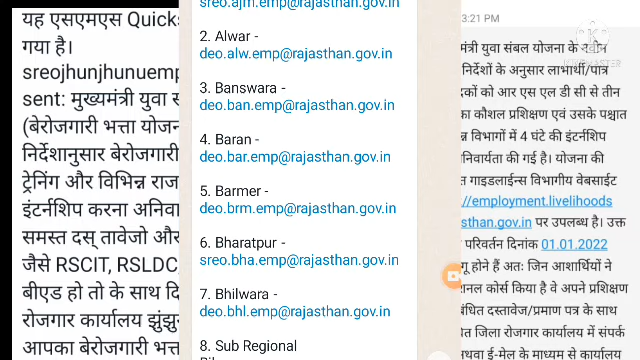 यह एसएमएस Quicks
गया है।
sreojhunjhunuemp
sent: मुख्यमंत्री युवा स
(बेरोजगारी भत्ता योजन
निर्देशानुसार बेरोजगारी
ट्रेनिंग और विभिन्न राज
इंटर्नशिप करना अनिवा
समस्त दस् तावेजो और
जैसे RSCIT, RSLDC,
बीएड हो तो के साथ दि
रोजगार कार्यालय झुंझु
आपका बेरोजगारी भत्त
sreo.ajm.emp@rajasthan.gov.in
2. Alwar -
deo.alw.emp@rajasthan.gov.in
3. Banswara -
deo.ban.emp@rajasthan.gov.in
4. Baran -
deo.bar.emp@rajasthan.gov.in
5. Barmer -
deo.brm.emp@rajasthan.gov.in
6. Bharatpur -
sreo.bha.emp@rajasthan.gov.in
7. Bhilwara -
deo.bhl.emp@rajasthan.gov.in
8. Sub Regional
3:21 PM
मंत्री युवा संबल योजना के नवीन
निर्देशों के अनुसार लाभार्थी/पात्र
दकों को आर एस एल डी सी से तीन
का कौशल प्रशिक्षण एवं उसके पश्चात
न्न विभागों में 4 घंटे की इंटर्नशिप
निवार्यता की गई है। योजना की
त गाइडलाईन्स विभागीय वेबसाईट
//employment.livelihoods
sthan.gov.in पर उपलब्ध है। उक्त
परिवर्तन दिनांक 01.01.2022
गू होने हैं अतः जिन आशार्थियों ने
नल कोर्स किया है वे अपने प्रशिक्षण
बंधित दस्तावेज/प्रमाण पत्र के साथ
धित जिला रोजगार कार्यालय में संपर्क
थवा ई-मेल के माध्यम से कार्यालय
KINEMASTER